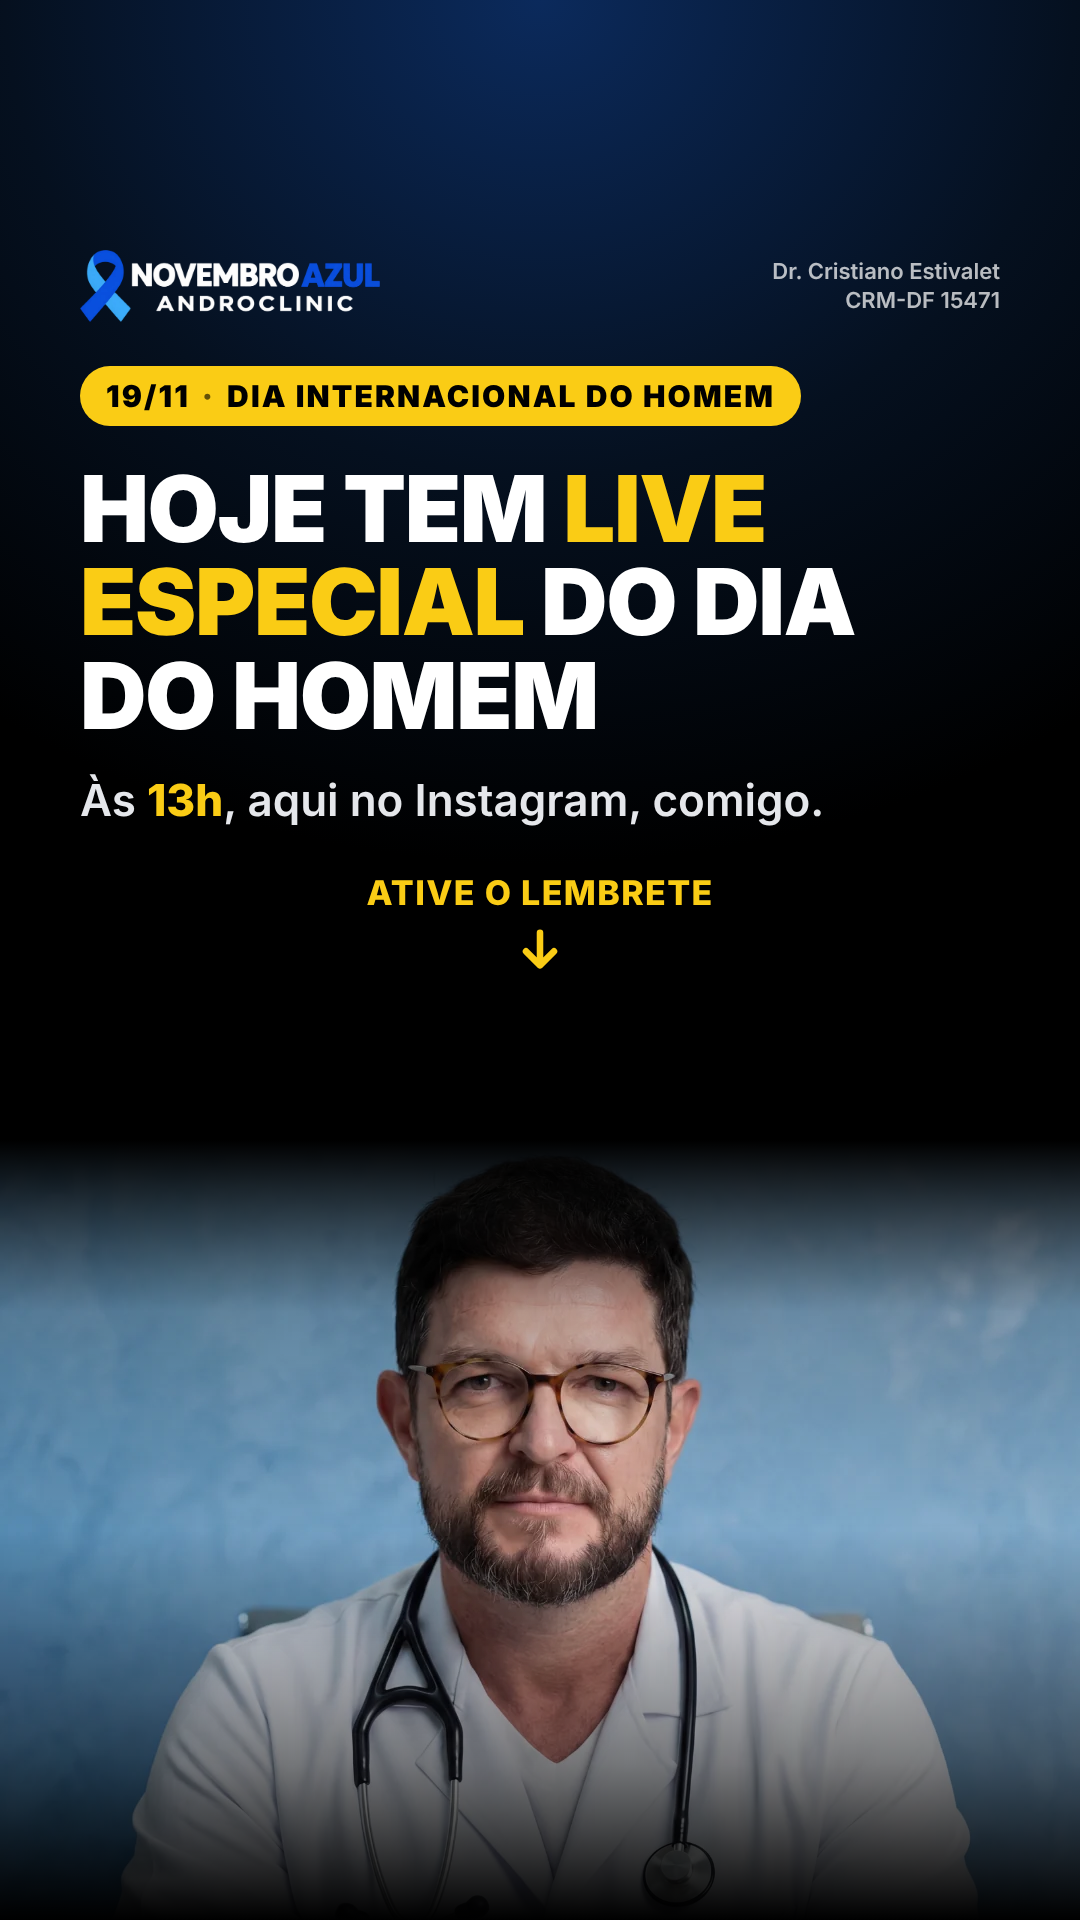 NOVEMBRO AZUL
ANDROCLINIC
Dr. Cristiano Estivalet
CRM-DF 15471
19/11 · DIA INTERNACIONAL DO HOMEM
HOJE TEM LIVE
ESPECIAL DO DIA
DO HOMEM
Às 13h, aqui no Instagram, comigo.
ATIVE O LEMBRETE